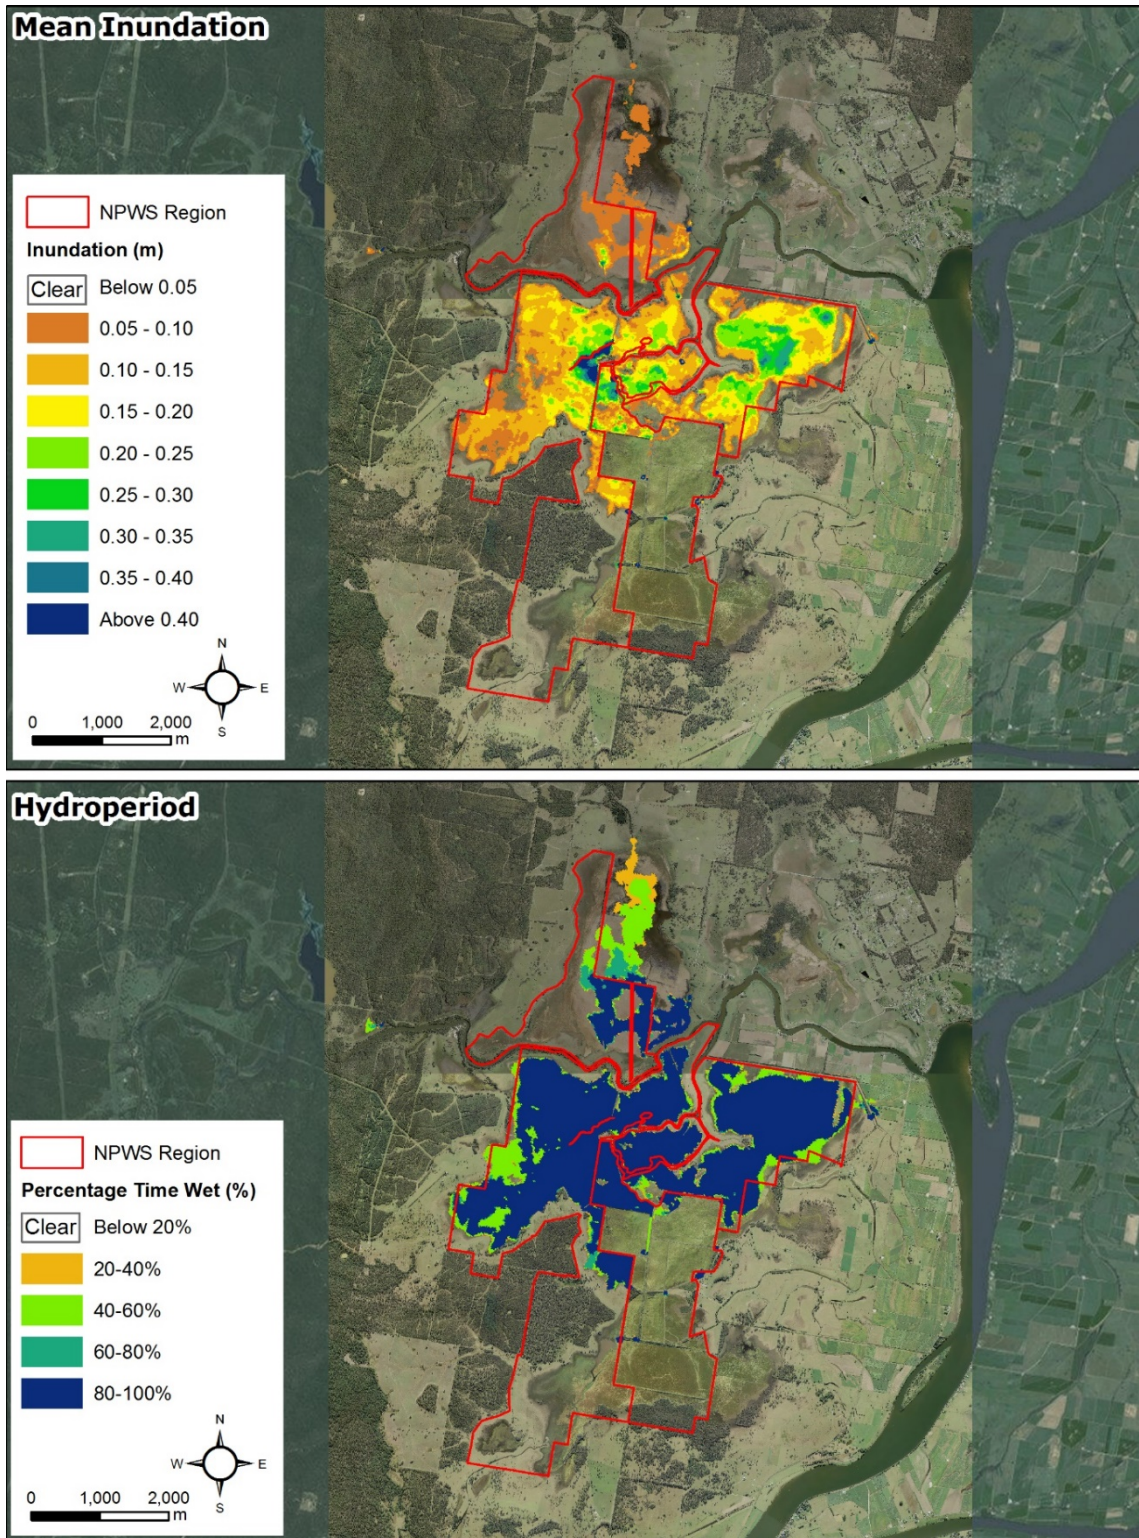 Mean Inundation
NPWS Region
Inundation (m)
Clear Below 0.05
0.05 - 0.10
0.10 - 0.15
0.15 - 0.20
0.20 - 0.25
0.25 - 0.30
0.30 - 0.35
0.35 - 0.40
Above 0.40
N
W E
S
0 1,000 2,000
m
Hydroperiod
NPWS Region
Percentage Time Wet (%)
Clear Below 20%
20-40%
40-60%
60-80%
80-100%
N
W E
S
0 1,000 2,000
m